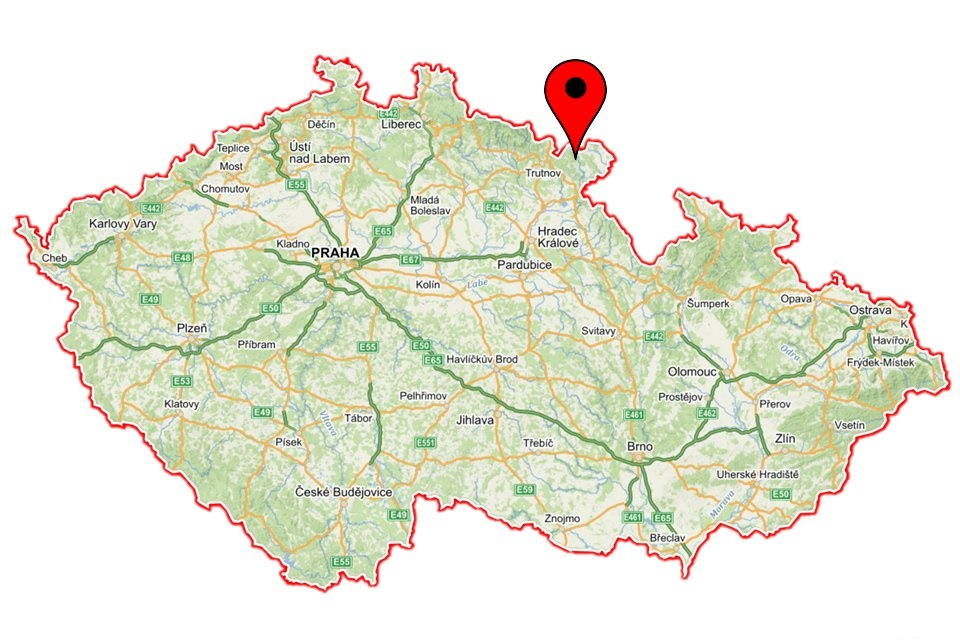 E442
Děčín
Liberec
Teplice
Ústí
nad Labem
Most
Trutnov
Chomutov
E55
Mladá
Boleslav
E442
E442
Karlovy Vary
E65
Hradec
Králové
Kladno
PRAHA
Cheb
E48
E67
Pardubice
Kolín
Labe
E49
Šumperk
Opava
E50
Ostrava
Plzeň
K
Svitavy
E442
Havířov
Příbram
E55
E50
E65
Havlíčkův Brod
Odra
Frýdek-Místek
Olomouc
E53
Pelhřimov
Prostějov
Přerov
Klatovy
E49
Vltava
Tábor
Jihlava
E461
E462
Vsetín
Písek
E551
Třebíč
Brno
Zlín
Uherské Hradiště
České Budějovice
E59
E50
Morava
E49
Znojmo
E461
E65
Břeclav
E55